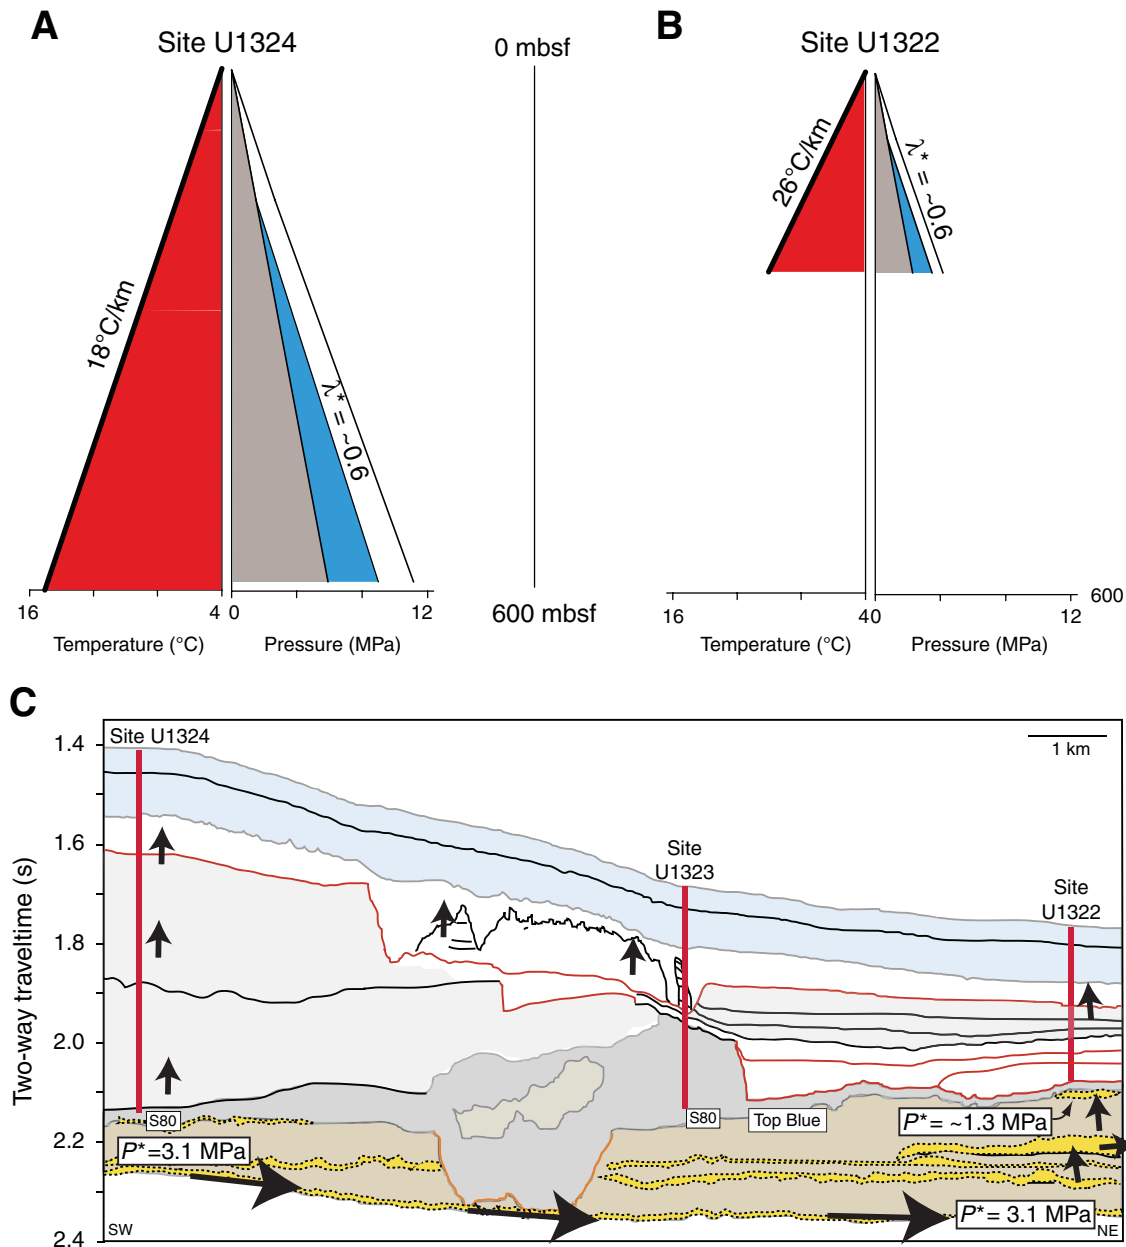 A
Site U1324
0 mbsf
B
Site U1322
18°C/km
λ* = ~0.6
26°C/km
λ* = ~0.6
600 mbsf
600
16
4
0
12
16
4
0
12
Temperature (°C)
Pressure (MPa)
Temperature (°C)
Pressure (MPa)
C
Two-way traveltime (s)
1.4
1.6
1.8
2.0
2.2
2.4
Site U1324
1 km
Site
U1323
Site
U1322
S80
S80
Top Blue
P* = ~1.3 MPa
P*=3.1 MPa
P*= 3.1 MPa
SW
NE